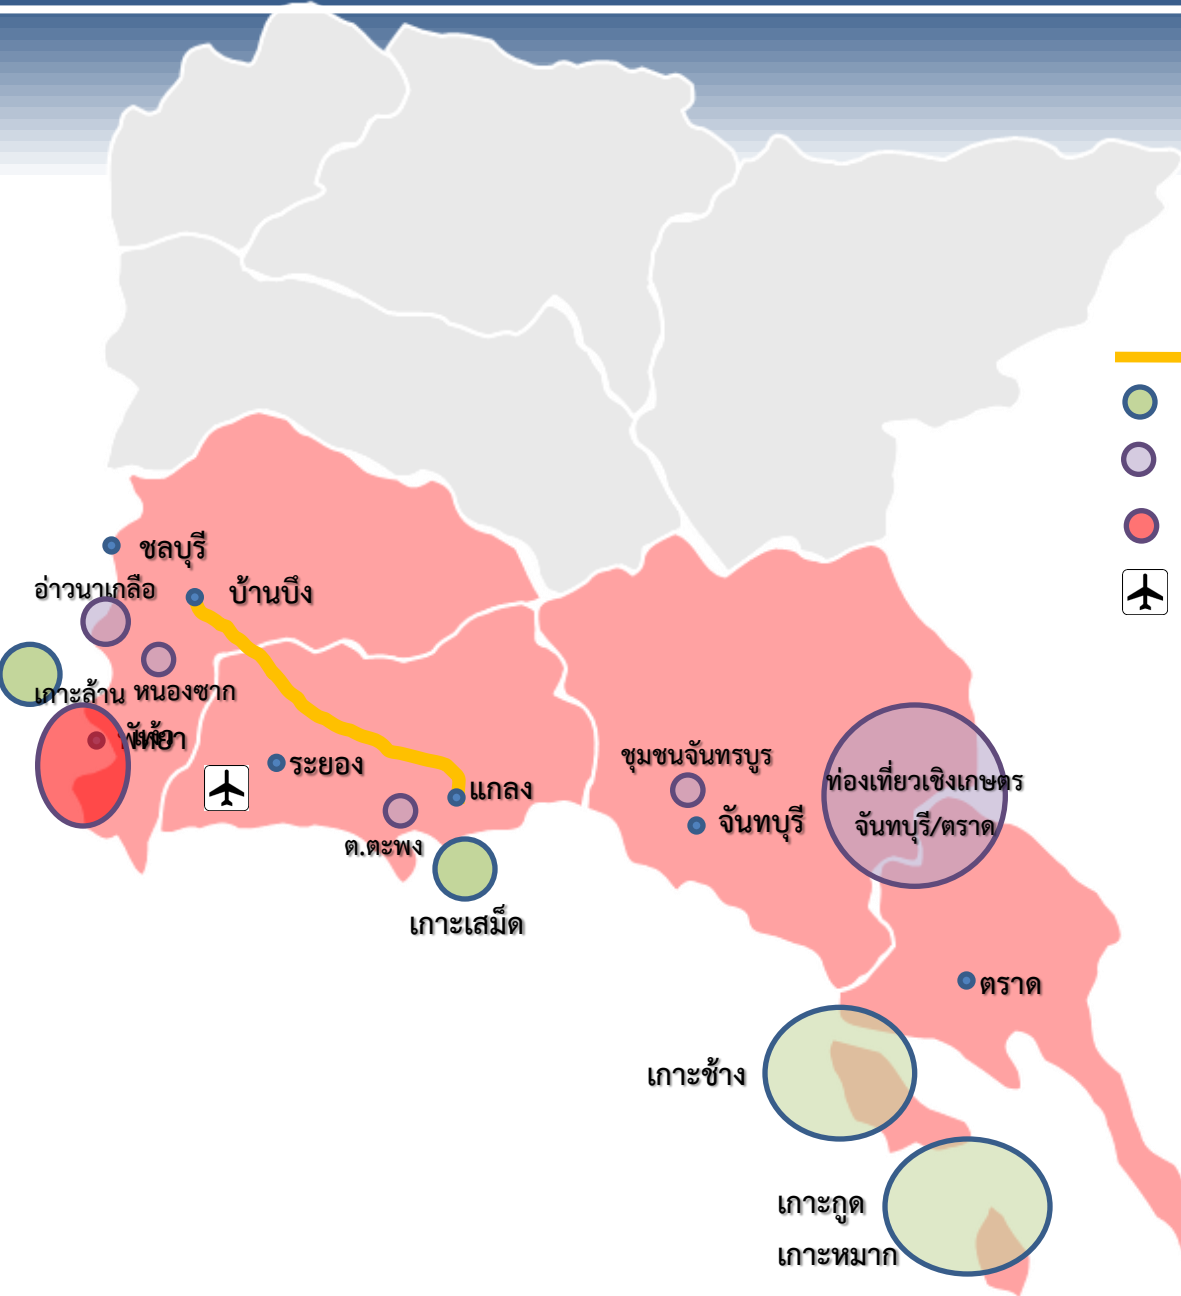 ชลบุรี
อ่าวนาเกลือ
บ้านบึง
เกาะล้าน
หนองซาก
แง้ว
พัทยา
ระยอง
แกลง
ต.ตะพง
เกาะเสม็ด
ชุมชนจันทรบูร
จันทบุรี
ท่องเที่ยวเชิงเกษตร
จันทบุรี/ตราด
ตราด
เกาะช้าง
เกาะกูด
เกาะหมาก